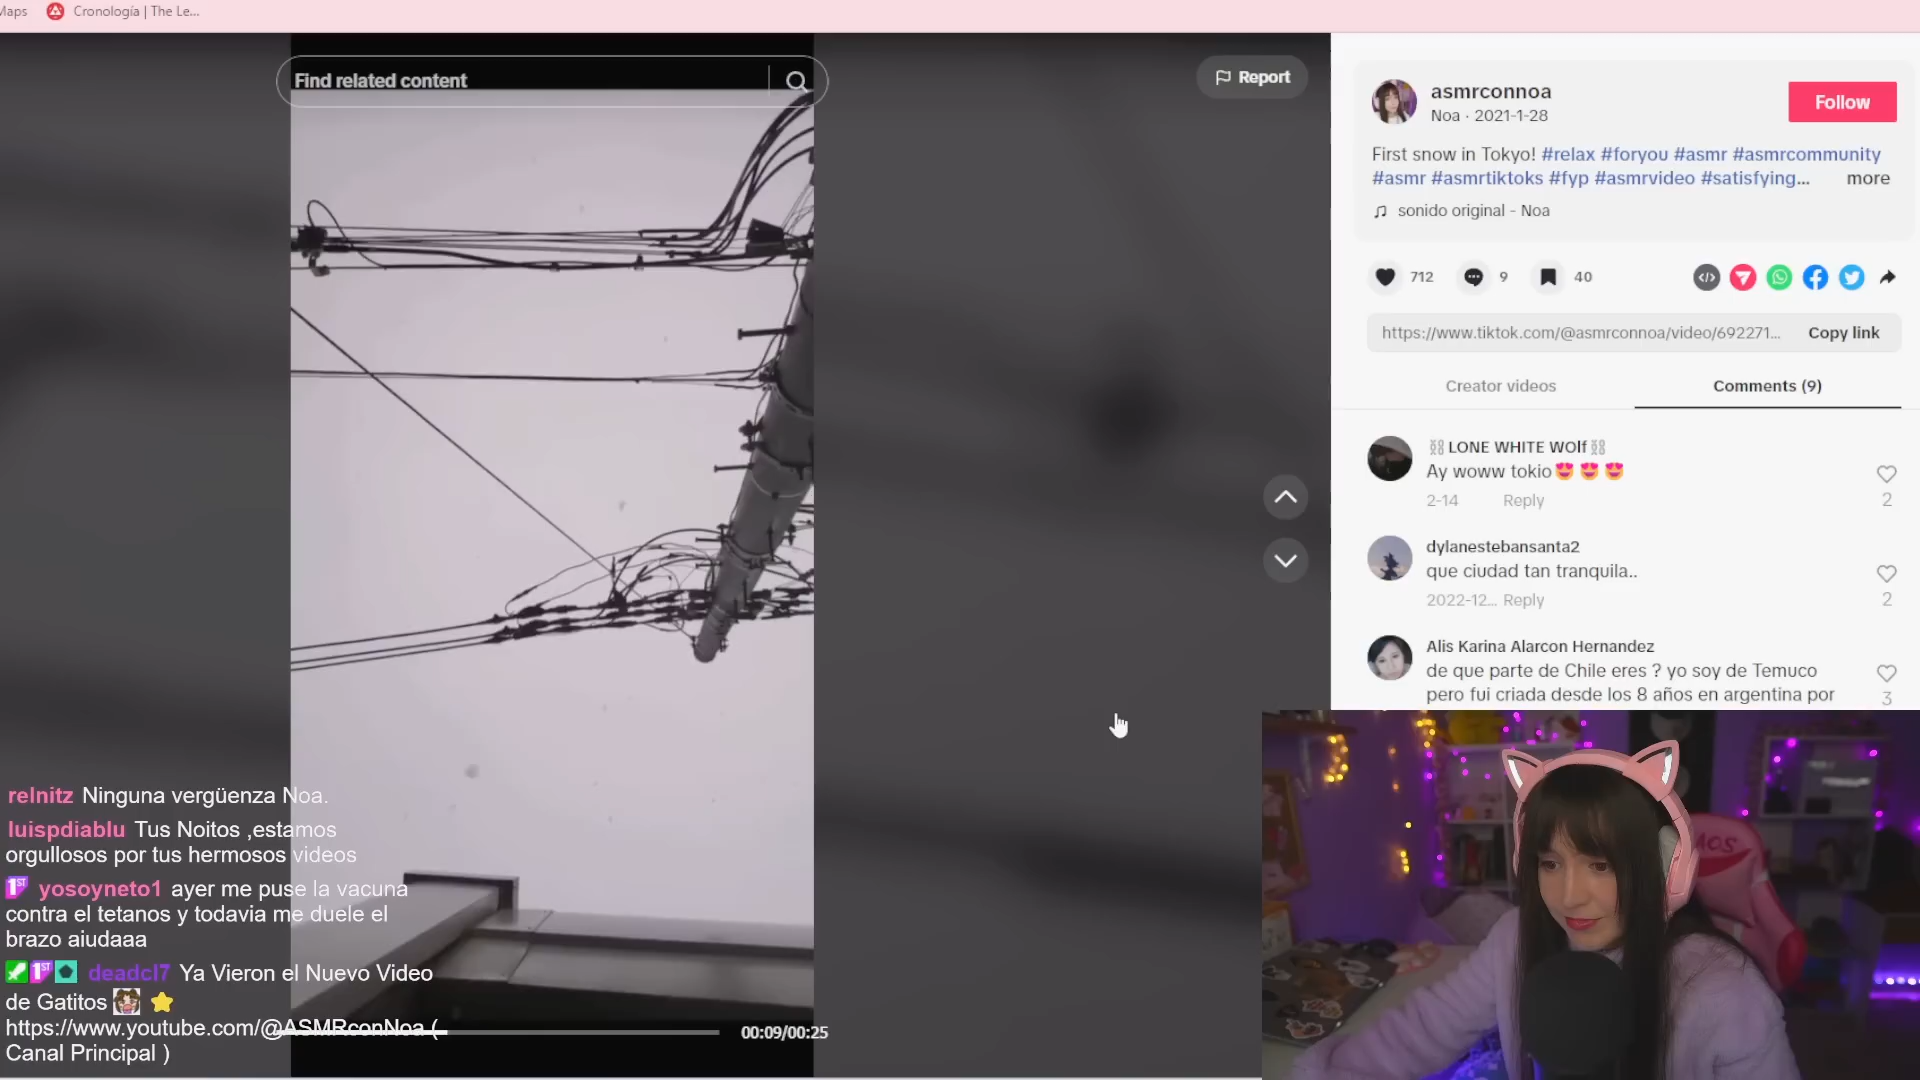 Maps
Cronología | The Le...
Find related content
Report
asmrconnoa
Noa · 2021-1-28
Follow
First snow in Tokyo! #relax #foryou #asmr #asmrcommunity
#asmr #asmrtiktoks #fyp #asmrvideo #satisfying... more
sonido original - Noa
712
9
40
https://www.tiktok.com/@asmrconnoa/video/692271...
Copy link
Creator videos
Comments (9)
⛓LONE WHITE WOlf⛓
Ay woww tokio😍😍😍
2-14 Reply
2
dylanestebansanta2
que ciudad tan tranquila..
2022-12... Reply
2
Alis Karina Alarcon Hernandez
de que parte de Chile eres ? yo soy de Temuco
pero fui criada desde los 8 años en argentina por
3
relnitz Ninguna vergüenza Noa.
luispdiablu Tus Noitos ,estamos
orgullosos por tus hermosos videos
1ST yosoyneto1 ayer me puse la vacuna
contra el tetanos y todavia me duele el
brazo aiudaaa
1ST deadcl7 Ya Vieron el Nuevo Video
de Gatitos ⭐
https://www.youtube.com/@ASMRconNoa (
Canal Principal )
00:09/00:25
AOS